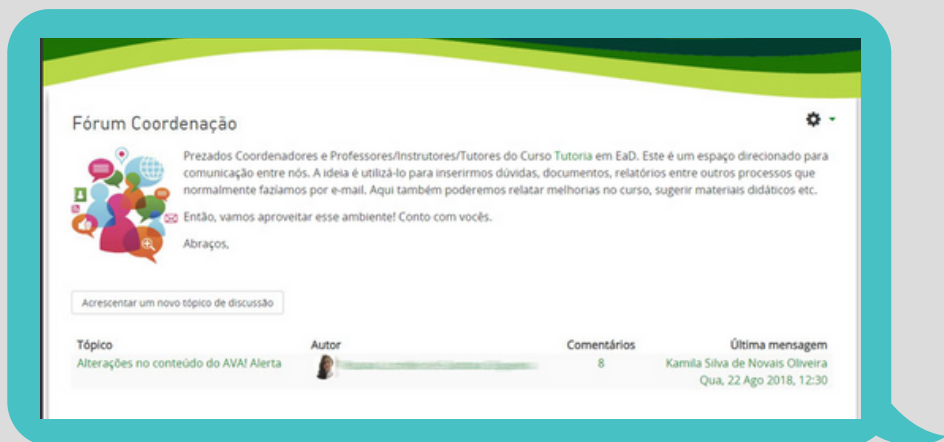 Fórum Coordenação
Prezados Coordenadores e Professores/Instrutores/Tutores do Curso Tutoria em EaD. Este é um espaço direcionado para
comunicação entre nós. A ideia é utilizá-lo para inserirmos dúvidas, documentos, relatórios entre outros processos que
normalmente fazíamos por e-mail. Aqui também poderemos relatar melhorias no curso, sugerir materiais didáticos etc.
Então, vamos aproveitar esse ambiente! Conto com vocês.
Abraços,
Acrescentar um novo tópico de discussão
Tópico Autor Comentários Última mensagem
Alterações no conteúdo do AVA! Alerta 8 Kamila Silva de Novais Oliveira
Qua, 22 Ago 2018, 12:30